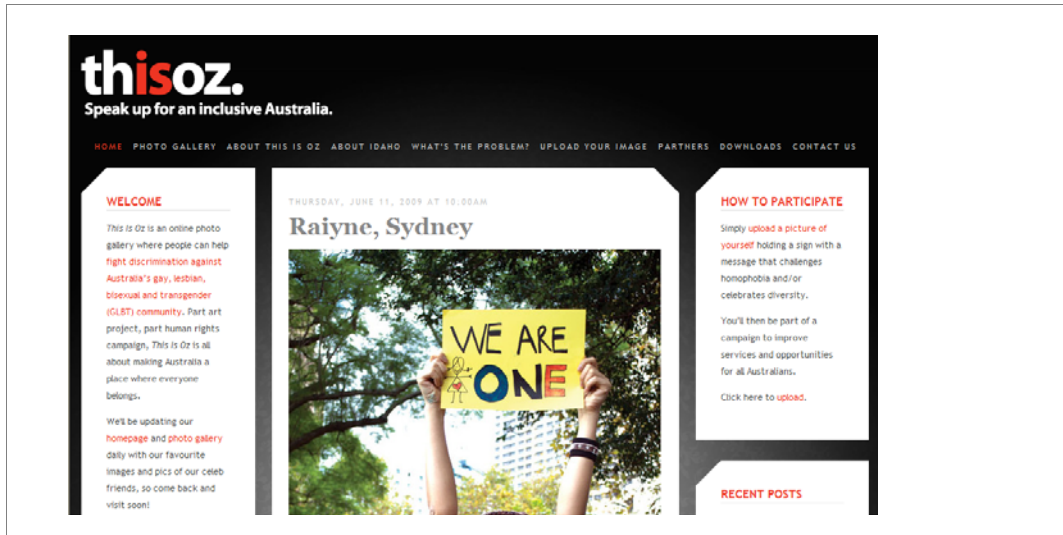 thisoz.
Speak up for an inclusive Australia.
HOME PHOTO GALLERY ABOUT THIS IS OZ ABOUT IDAHO WHAT'S THE PROBLEM? UPLOAD YOUR IMAGE PARTNERS DOWNLOADS CONTACT US
WELCOME
This Is Oz is an online photo
gallery where people can help
fight discrimination against
Australia's gay, lesbian,
bisexual and transgender
(GLBT) community. Part art
project, part human rights
campaign, This Is Oz is all
about making Australia a
place where everyone
belongs.
We'll be updating our
homepage and photo gallery
daily with our favourite
images and pics of our celeb
friends, so come back and
visit soon!
THURSDAY, JUNE 11, 2009 AT 10:00AM
Raiyne, Sydney
WE ARE
ONE
HOW TO PARTICIPATE
Simply upload a picture of
yourself holding a sign with a
message that challenges
homophobia and/or
celebrates diversity.
You'll then be part of a
campaign to improve
services and opportunities
for all Australians.
Click here to upload.
RECENT POSTS